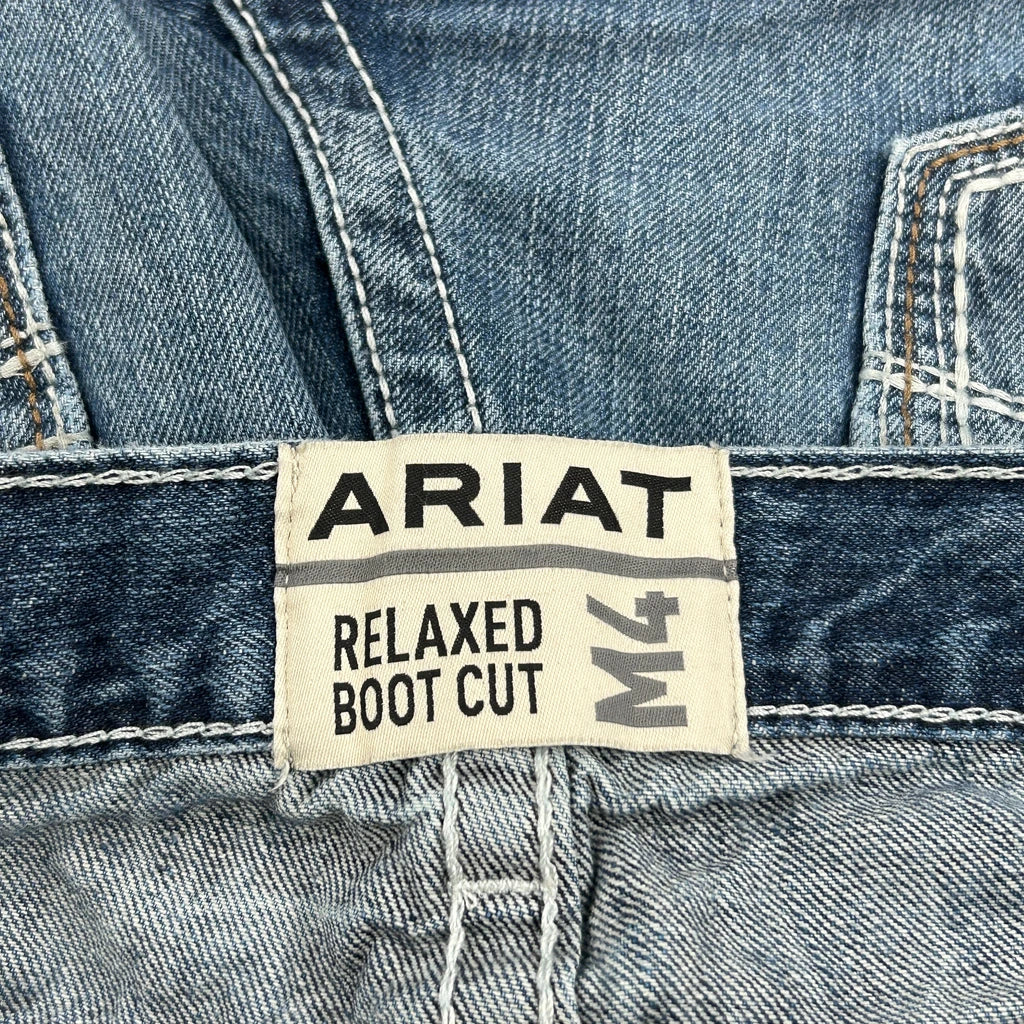 ARIAT
RELAXED
BOOT CUT
M4